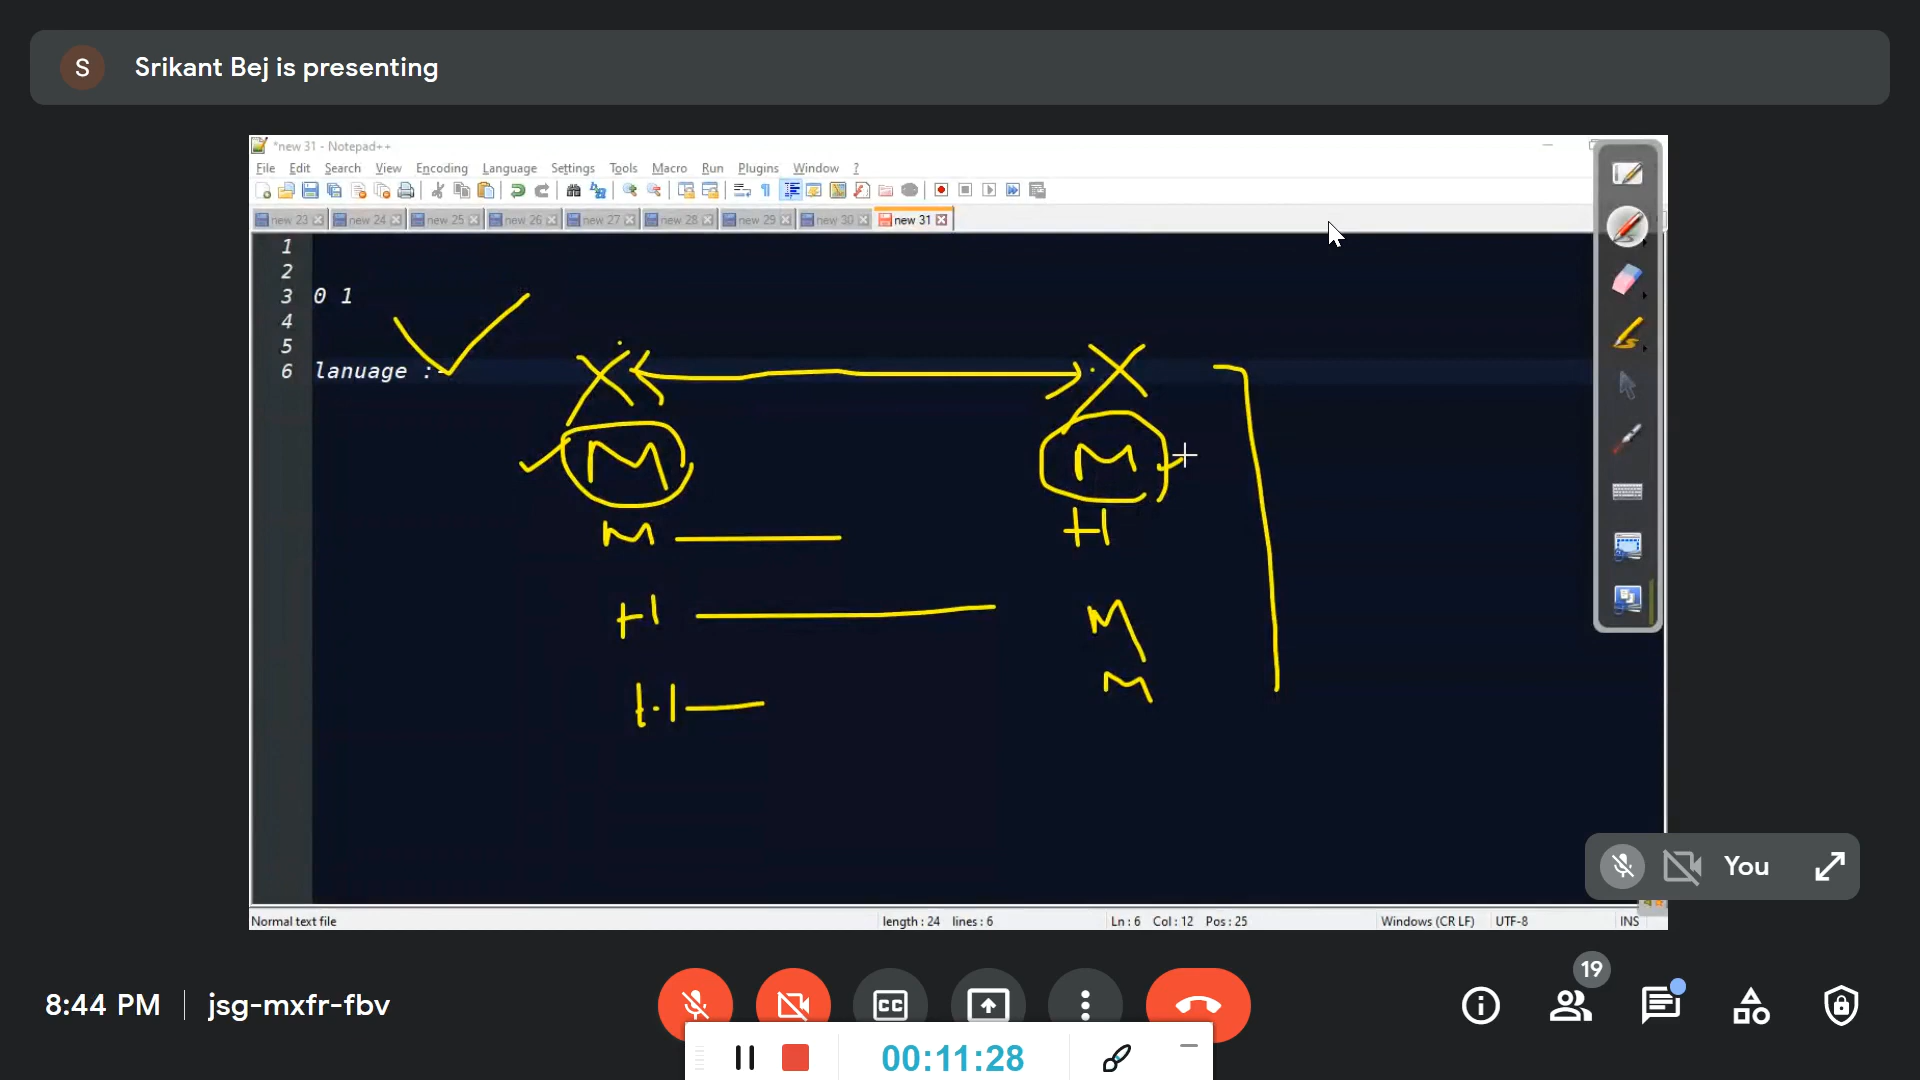 S Srikant Bej is presenting
*new 31 - Notepad++
File Edit Search View Encoding Language Settings Tools Macro Run Plugins Window ?
new 23 new 24 new 25 new 26 new 27 new 28 new 29 new 30 new 31
1
2
3 0 1
4
5
6 lanuage :-
X X
M M
M H
H M
H M
You
Normal text file length : 24 lines : 6 Ln : 6 Col : 12 Pos : 25 Windows (CR LF) UTF-8 INS
8:44 PM jsg-mxfr-fbv
CC
19
00:11:28